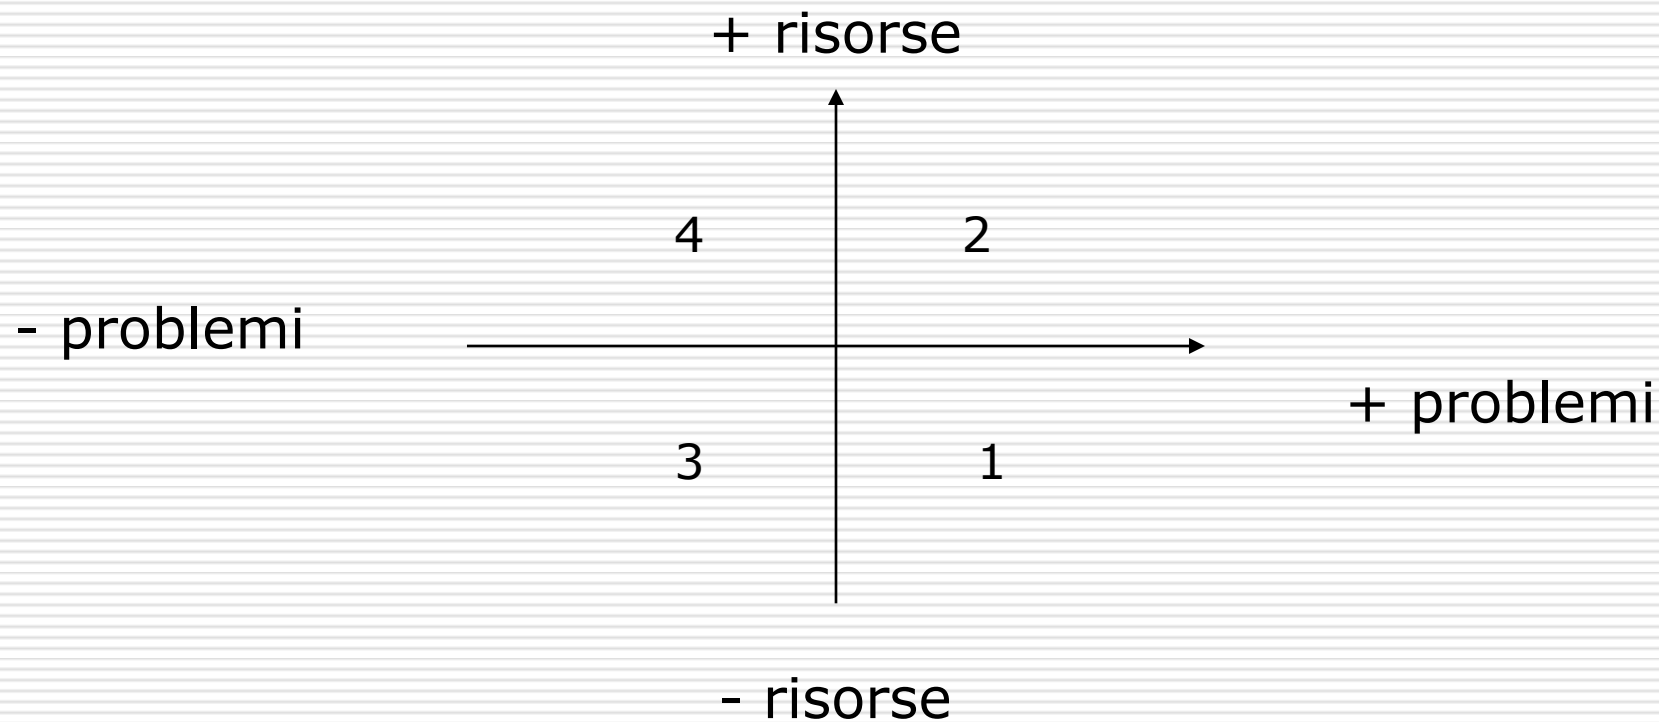 + risorse
4 2
- problemi
+ problemi
3 1
- risorse